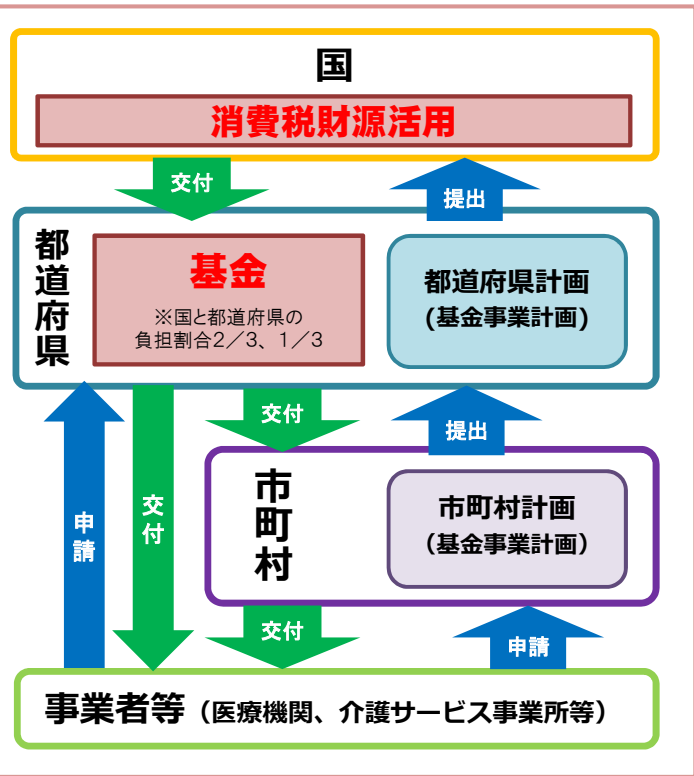 国
消費税財源活用
交付
提出
都道府県
基金
※国と都道府県の
負担割合2/3、1/3
都道府県計画
(基金事業計画)
交付
提出
申請
交付
市町村
市町村計画
(基金事業計画)
交付
申請
事業者等(医療機関、介護サービス事業所等)